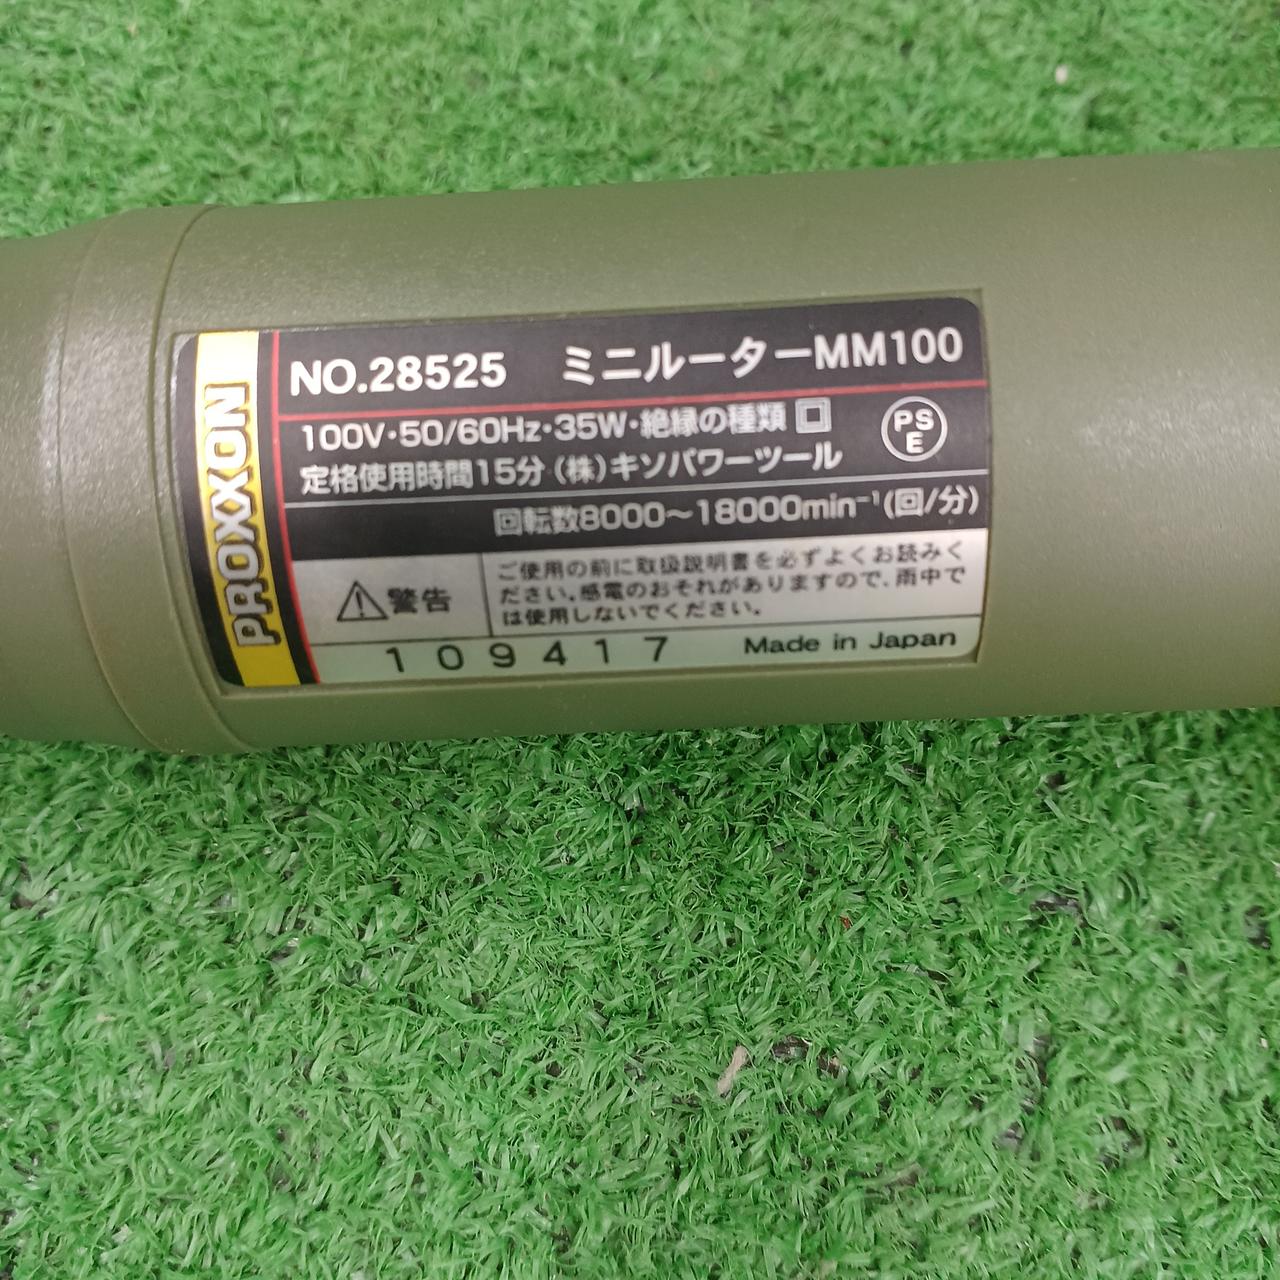 PROXXON
NO.28525 ミニルーターMM100
100V・50/60Hz・35W・絶縁の種類
PS
E
定格使用時間15分 (株)キソパワーツール
回転数8000～18000min⁻¹(回/分)
警告
ご使用の前に取扱説明書を必ずよくお読みく
ださい。感電のおそれがありますので、雨中で
は使用しないでください。
109417 Made in Japan